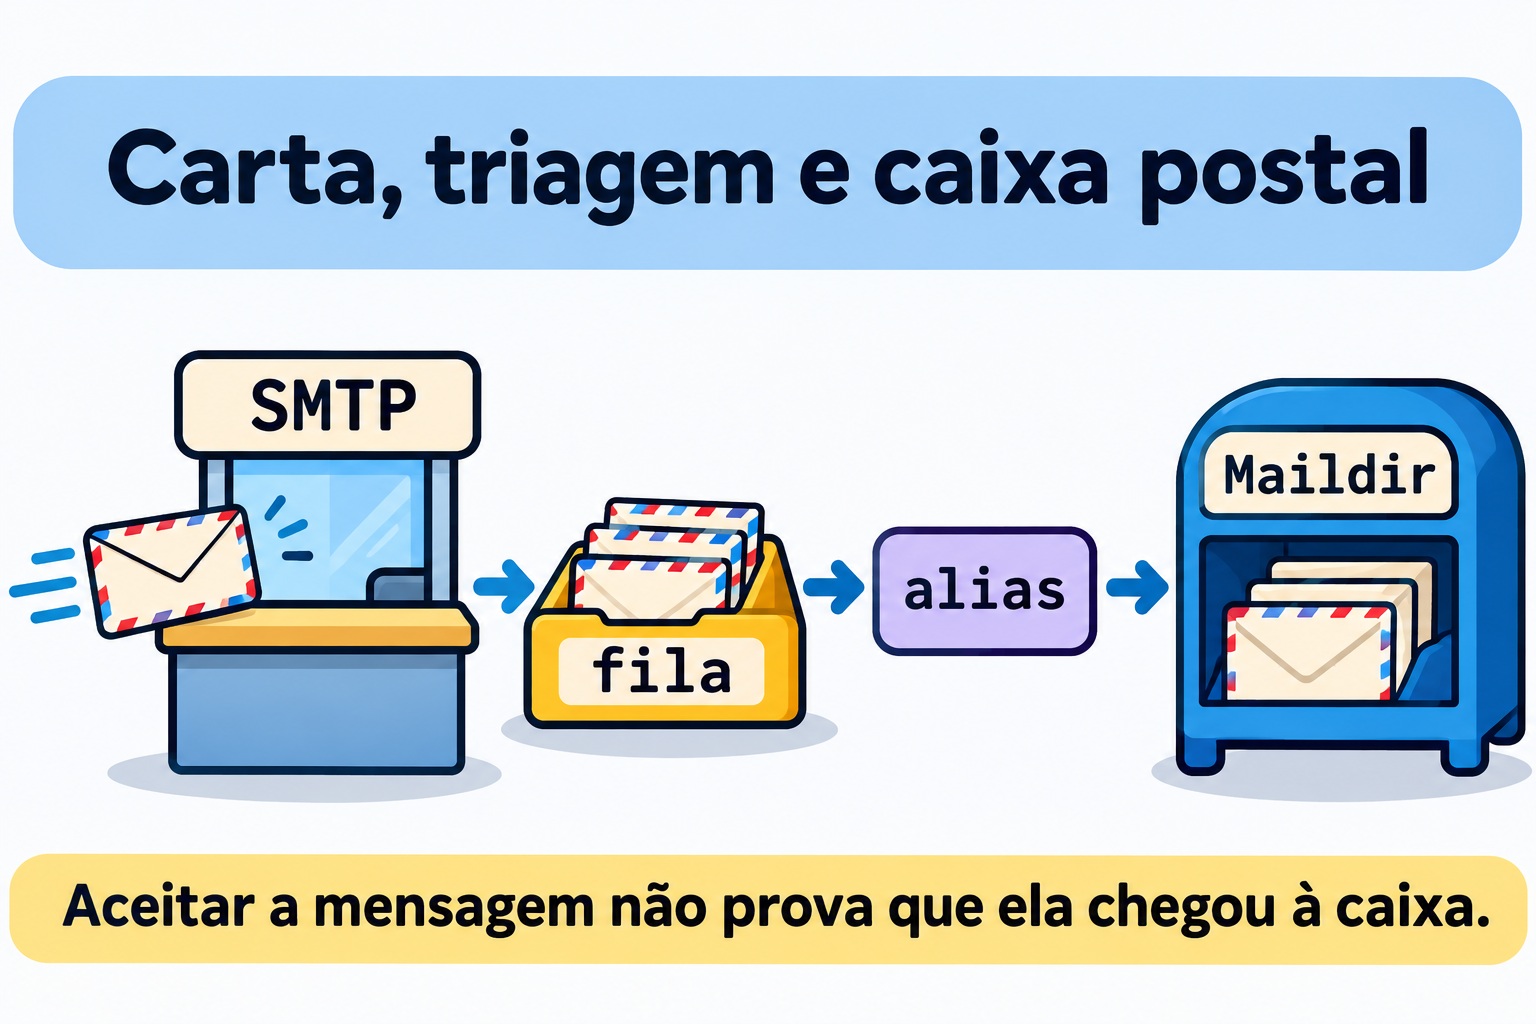 Carta, triagem e caixa postal
SMTP
fila
alias
Maildir
Aceitar a mensagem não prova que ela chegou à caixa.